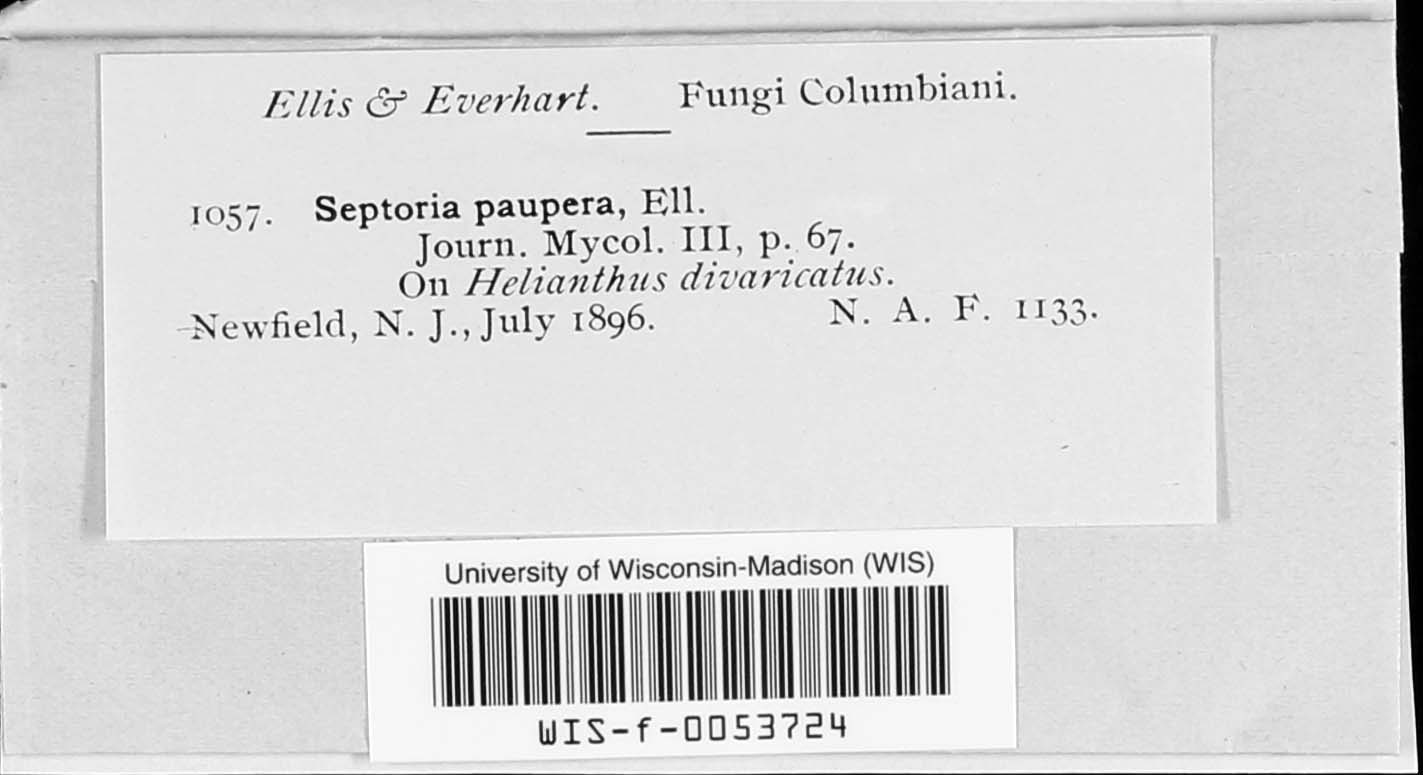 Ellis & Everhart. Fungi Columbiani.
1057. Septoria paupera, Ell.
Journ. Mycol. III, p. 67.
On Helianthus divaricatus.
Newfield, N. J., July 1896. N. A. F. 1133.
University of Wisconsin-Madison (WIS)
WIS-f-0053724